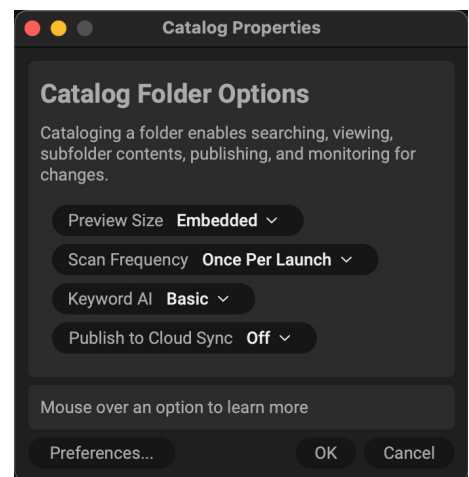 Catalog Properties
Catalog Folder Options
Cataloging a folder enables searching, viewing,
subfolder contents, publishing, and monitoring for
changes.
Preview Size Embedded
Scan Frequency Once Per Launch
Keyword AI Basic
Publish to Cloud Sync Off
Mouse over an option to learn more
Preferences... OK Cancel